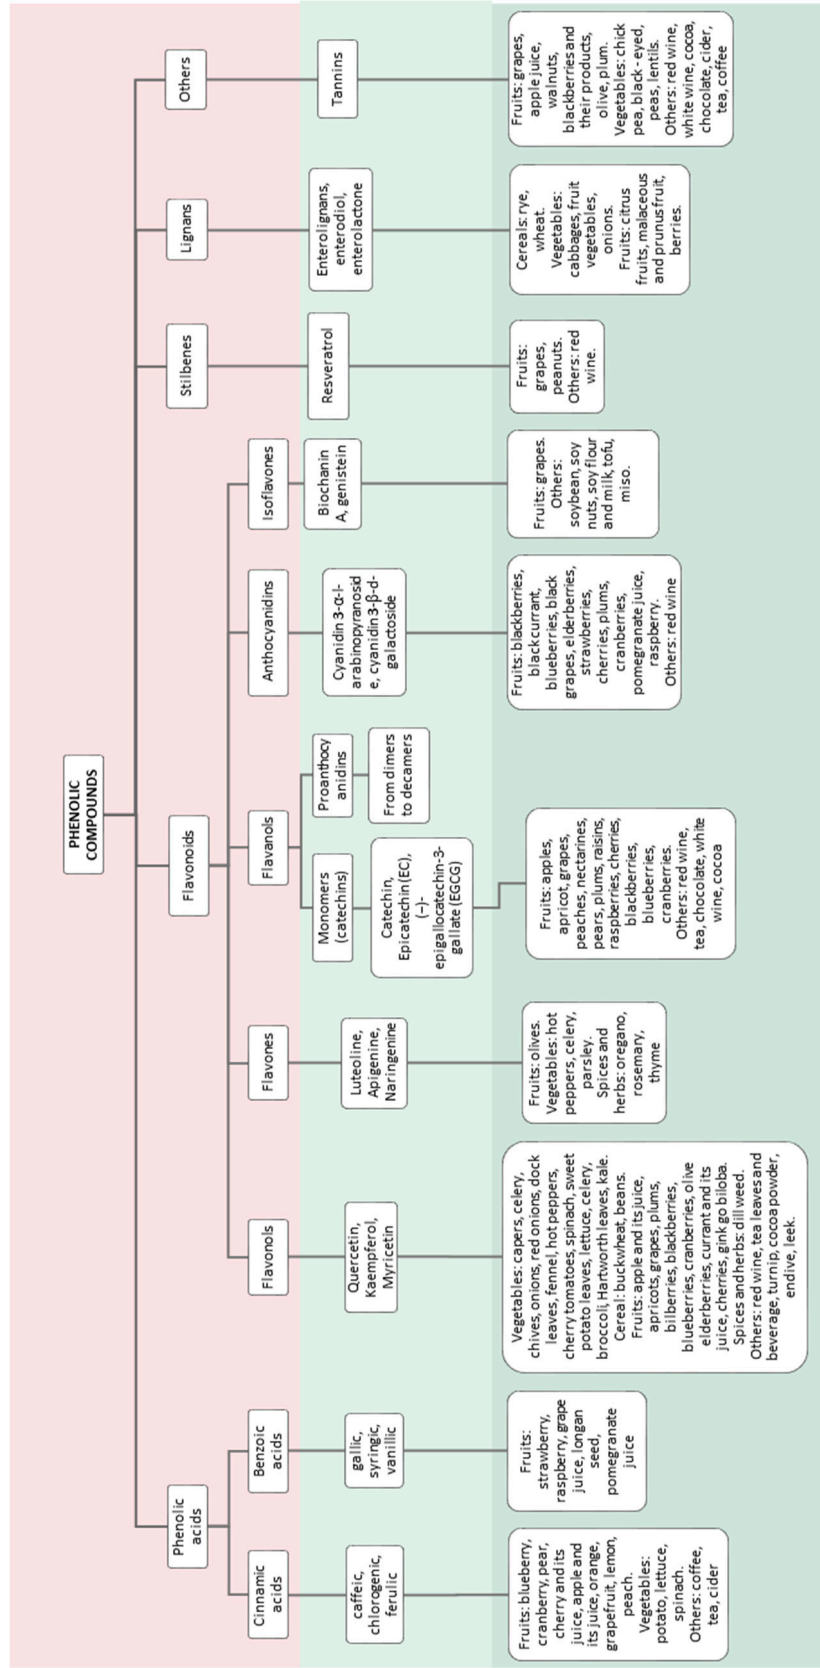 PHENOLIC
COMPOUNDS
Phenolic
acids
Flavonoids
Stilbenes
Lignans
Others
Cinnamic
acids
Benzoic
acids
Flavonols
Flavones
Flavanols
Anthocyanidins
Isoflavones
caffeic,
chlorogenic,
ferulic
gallic,
syringic,
vanillic
Quercetin,
Kaempferol,
Myricetin
Luteoline,
Apigenine,
Naringenine
Monomers
(catechins)
Proanthocy
anidins
Catechin,
Epicatechin (EC),
(−)-
epigallocatechin-3-
gallate (EGCG)
From dimers
to decamers
Cyanidin 3-α-l-
arabinopyranosid
e, cyanidin 3-β-d-
galactoside
Biochanin
A, genistein
Resveratrol
Enterolignans,
enterodiol,
enterolactone
Tannins
Fruits: blueberry,
cranberry, pear,
cherry and its
juice, apple and
its juice, orange,
grapefruit, lemon,
peach.
Vegetables:
potato, lettuce,
spinach.
Others: coffee,
tea, cider
Fruits:
strawberry,
raspberry, grape
juice, longan
seed,
pomegranate
juice
Vegetables: capers, celery,
chives, onions, red onions, dock
leaves, fennel, hot peppers,
cherry tomatoes, spinach, sweet
potato leaves, lettuce, celery,
broccoli, Hartworth leaves, kale.
Cereal: buckwheat, beans.
Fruits: apple and its juice,
apricots, grapes, plums,
bilberries, blackberries,
blueberries, cranberries, olive
elderberries, currant and its
juice, cherries, ginkgo biloba.
Spices and herbs: dill weed.
Others: red wine, tea leaves and
beverage, turnip, cocoa powder,
endive, leek.
Fruits: olives.
Vegetables: hot
peppers, celery,
parsley.
Spices and
herbs: oregano,
rosemary,
thyme
Fruits: apples,
apricot, grapes,
peaches, nectarines,
pears, plums, raisins,
raspberries, cherries,
blackberries,
blueberries,
cranberries.
Others: red wine,
tea, chocolate, white
wine, cocoa
Fruits: blackberries,
black currant,
blueberries, black
grapes, elderberries,
strawberries,
cherries, plums,
cranberries,
pomegranate juice,
raspberry.
Others: red wine
Fruits: grapes.
Others:
soybean, soy
nuts, soy flour
and milk, tofu,
miso.
Fruits:
grapes,
peanuts.
Others: red
wine.
Cereals: rye,
wheat.
Vegetables:
cabbages, fruit
vegetables,
onions.
Fruits: citrus
fruits, malaceous
and prunus fruit,
berries.
Fruits: grapes,
apple juice,
walnuts,
blackberries and
their products,
olive, plum.
Vegetables: chick
pea, black - eyed,
peas, lentils.
Others: red wine,
white wine, cocoa,
chocolate, cider,
tea, coffee